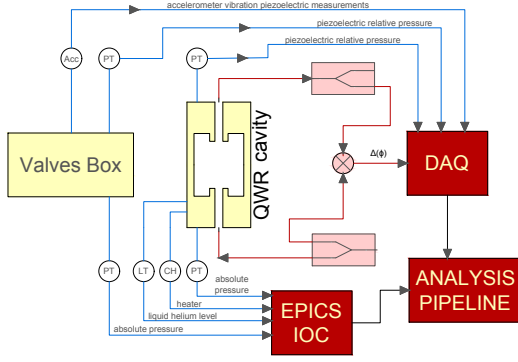 accelerometer vibration piezoelectric measurements
piezoelectric relative pressure
piezoelectric relative pressure
Acc
PT
PT
Valves Box
QWR cavity
Δ(φ)
DAQ
PT
LT
CH
PT
absolute
pressure
heater
liquid helium level
absolute pressure
EPICS
IOC
ANALYSIS
PIPELINE